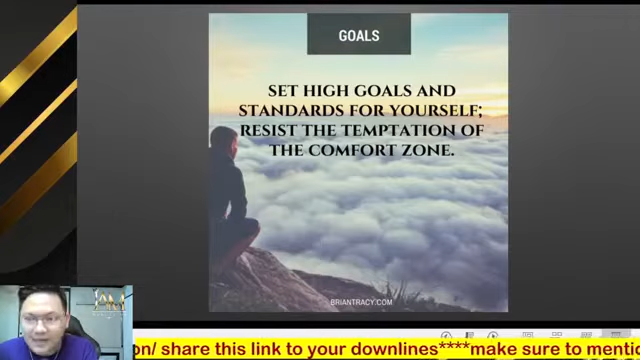 GOALS
SET HIGH GOALS AND
STANDARDS FOR YOURSELF;
RESIST THE TEMPTATION OF
THE COMFORT ZONE.
BRIANTRACY.COM
on/ share this link to your downlines****make sure to mentio